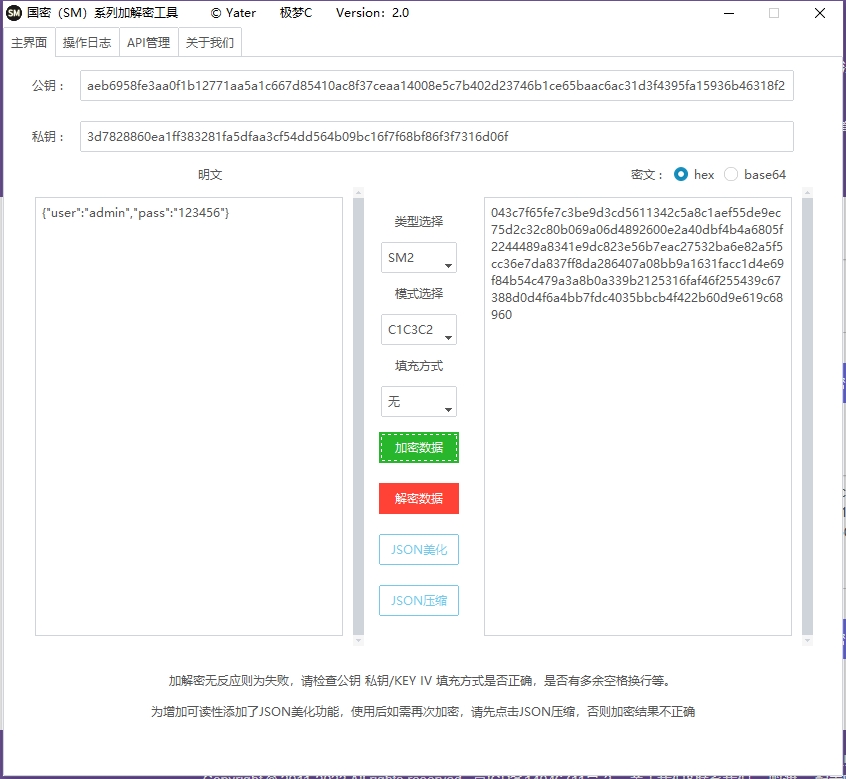 SM 国密（SM）系列加解密工具 © Yater 极梦C Version：2.0
主界面 操作日志 API管理 关于我们
公钥： aeb6958fe3aa0f1b12771aa5a1c667d85410ac8f37ceaa14008e5c7b402d23746b1ce65baac6ac31d3f4395fa15936b46318f2
私钥： 3d7828860ea1ff383281fa5dfaa3cf54dd564b09bc16f7f68bf86f3f7316d06f
明文
密文： hex base64
{"user":"admin","pass":"123456"}
类型选择
SM2
模式选择
C1C3C2
填充方式
无
加密数据
解密数据
JSON美化
JSON压缩
043c7f65fe7c3be9d3cd5611342c5a8c1aef55de9ec
75d2c32c80b069a06d4892600e2a40dbf4b4a6805f
2244489a8341e9dc823e56b7eac27532ba6e82a5f5
cc36e7da837ff8da286407a08bb9a1631facc1d4e69
f84b54c479a3a8b0a339b2125316faf46f255439c67
388d0d4f6a4bb7fdc4035bbcb4f422b60d9e619c68
960
加解密无反应则为失败，请检查公钥 私钥/KEY IV 填充方式是否正确，是否有多余空格换行等。
为增加可读性添加了JSON美化功能，使用后如需再次加密，请先点击JSON压缩，否则加密结果不正确